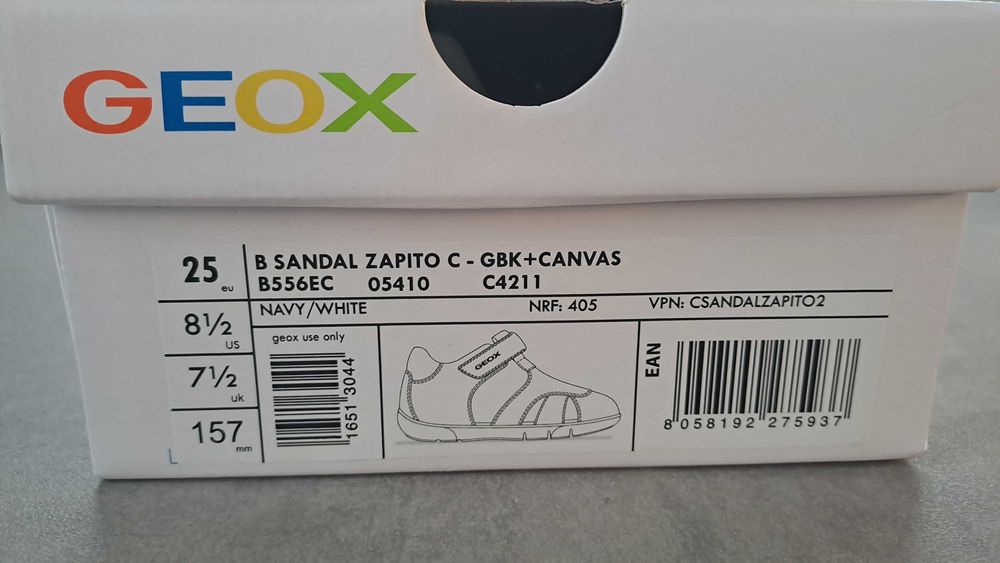 GEOX
25 eu
8½ US
7½ uk
157 mm
B SANDAL ZAPITO C - GBK+CANVAS
B556EC 05410 C4211
NAVY/WHITE NRF: 405 VPN: CSANDALZAPITO2
geox use only
1651 3044
GEOX
EAN
8 058192 275937
L